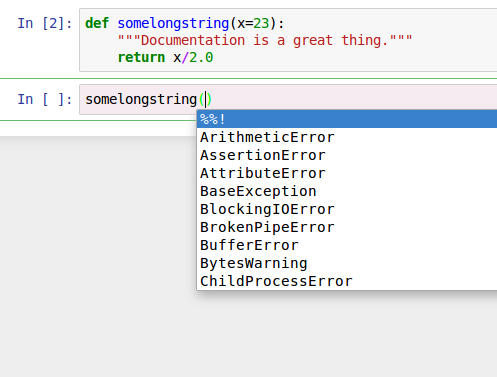 In [2]: def somelongstring(x=23):
"""Documentation is a great thing."""
return x/2.0
In [ ]: somelongstring()
%%!
ArithmeticError
AssertionError
AttributeError
BaseException
BlockingIOError
BrokenPipeError
BufferError
BytesWarning
ChildProcessError